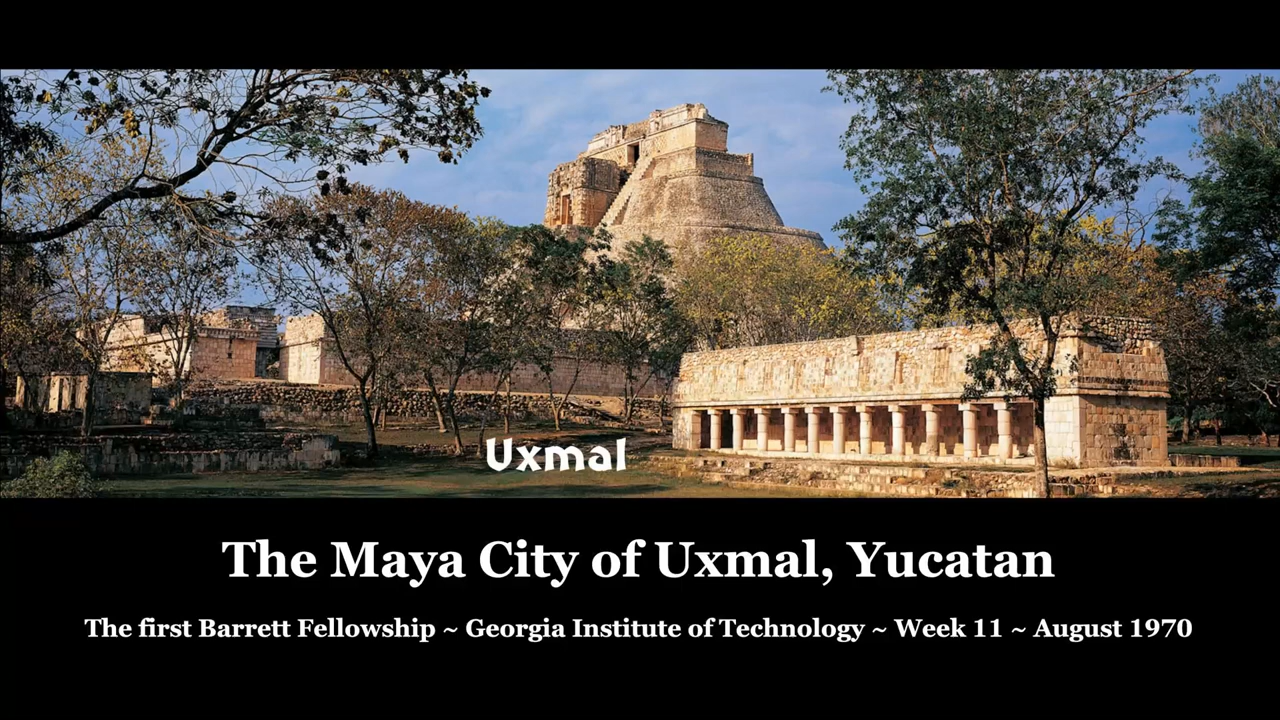 Uxmal
The Maya City of Uxmal, Yucatan
The first Barrett Fellowship ~ Georgia Institute of Technology ~ Week 11 ~ August 1970